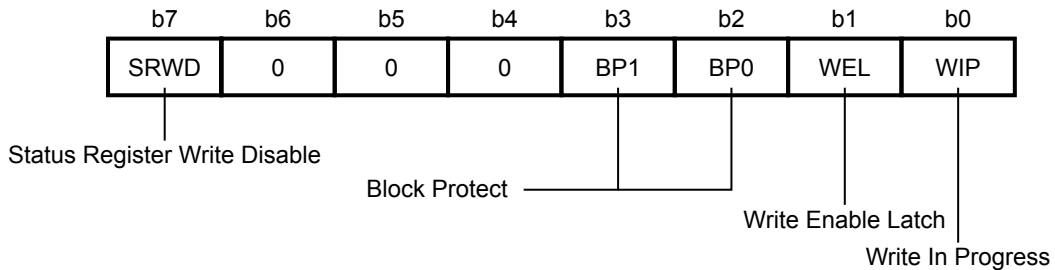 b7 b6 b5 b4 b3 b2 b1 b0
SRWD 0 0 0 BP1 BP0 WEL WIP
Status Register Write Disable
Block Protect
Write Enable Latch
Write In Progress